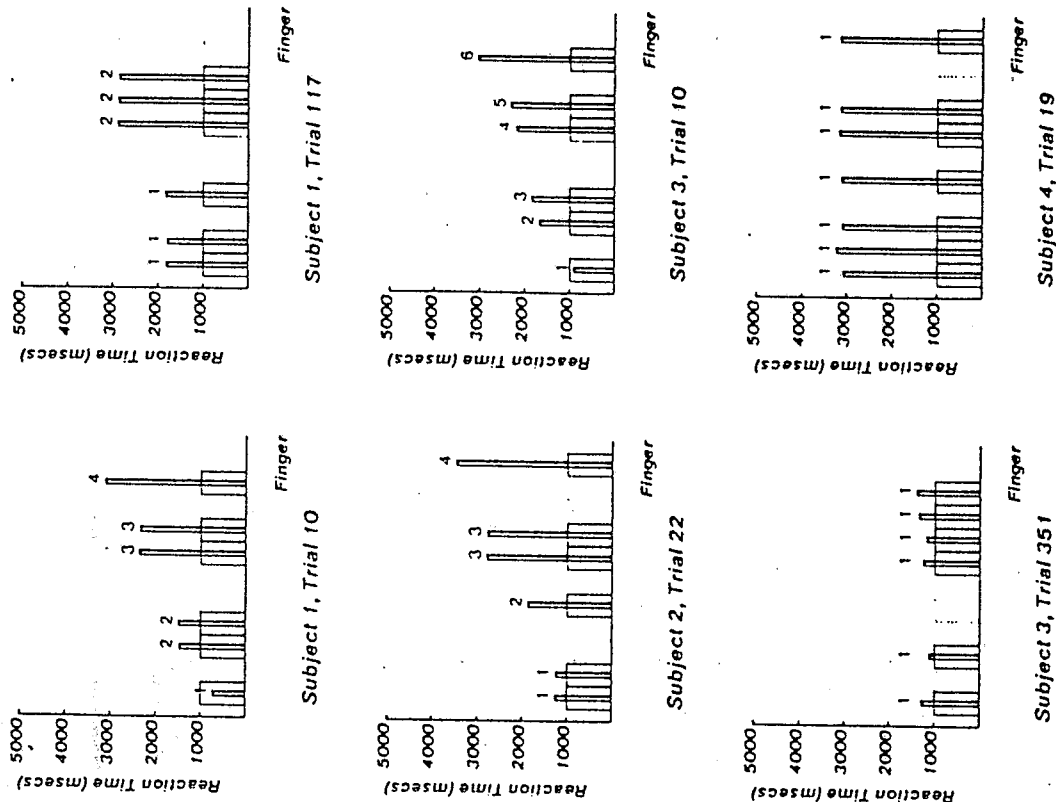 Reaction Time (msecs)
5000
4000
3000
2000
1000
1 2 2 3 3 4
Finger
Subject 1, Trial 10
Reaction Time (msecs)
5000
4000
3000
2000
1000
1 1 1 2 2 2
Finger
Subject 1, Trial 117
Reaction Time (msecs)
5000
4000
3000
2000
1000
1 1 2 3 3 4
Finger
Subject 2, Trial 22
Reaction Time (msecs)
5000
4000
3000
2000
1000
1 2 3 4 5 6
Finger
Subject 3, Trial 10
Reaction Time (msecs)
5000
4000
3000
2000
1000
1 1 1 1 1 1
Finger
Subject 3, Trial 351
Reaction Time (msecs)
5000
4000
3000
2000
1000
1 1 1 1 1 1 1
Finger
Subject 4, Trial 19